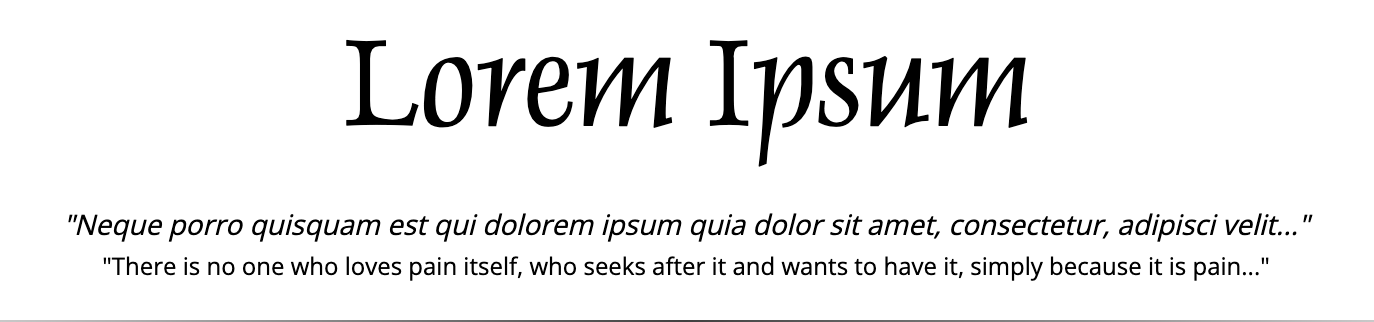 Lorem Ipsum
"Neque porro quisquam est qui dolorem ipsum quia dolor sit amet, consectetur, adipisci velit..."
"There is no one who loves pain itself, who seeks after it and wants to have it, simply because it is pain..."